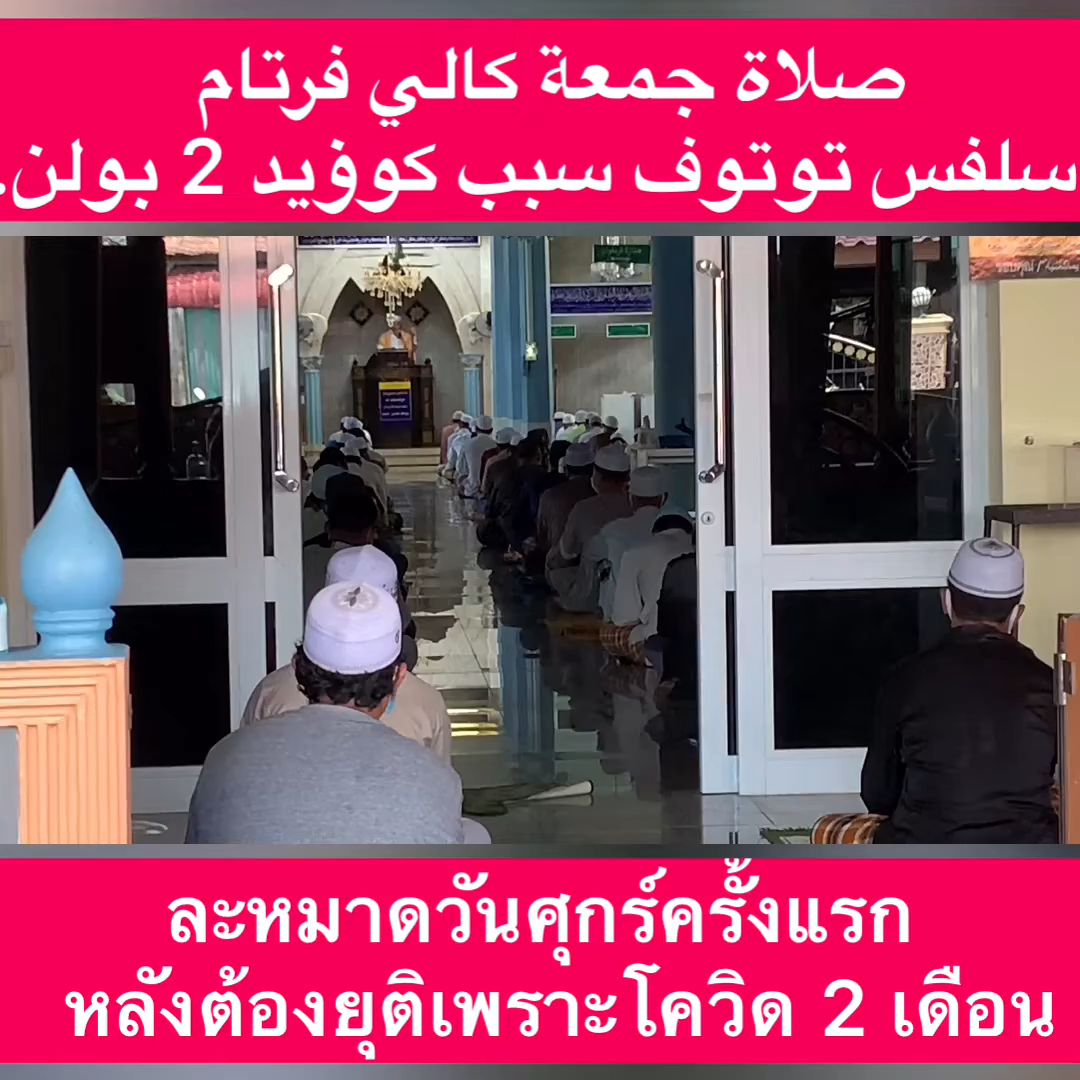 صلاة جمعة كالي فرتام
سلفس توتوف سبب كووࢨيد 2 بولن.
ละหมาดวันศุกร์ครั้งแรก
หลังต้องยุติเพราะโควิด 2 เดือน